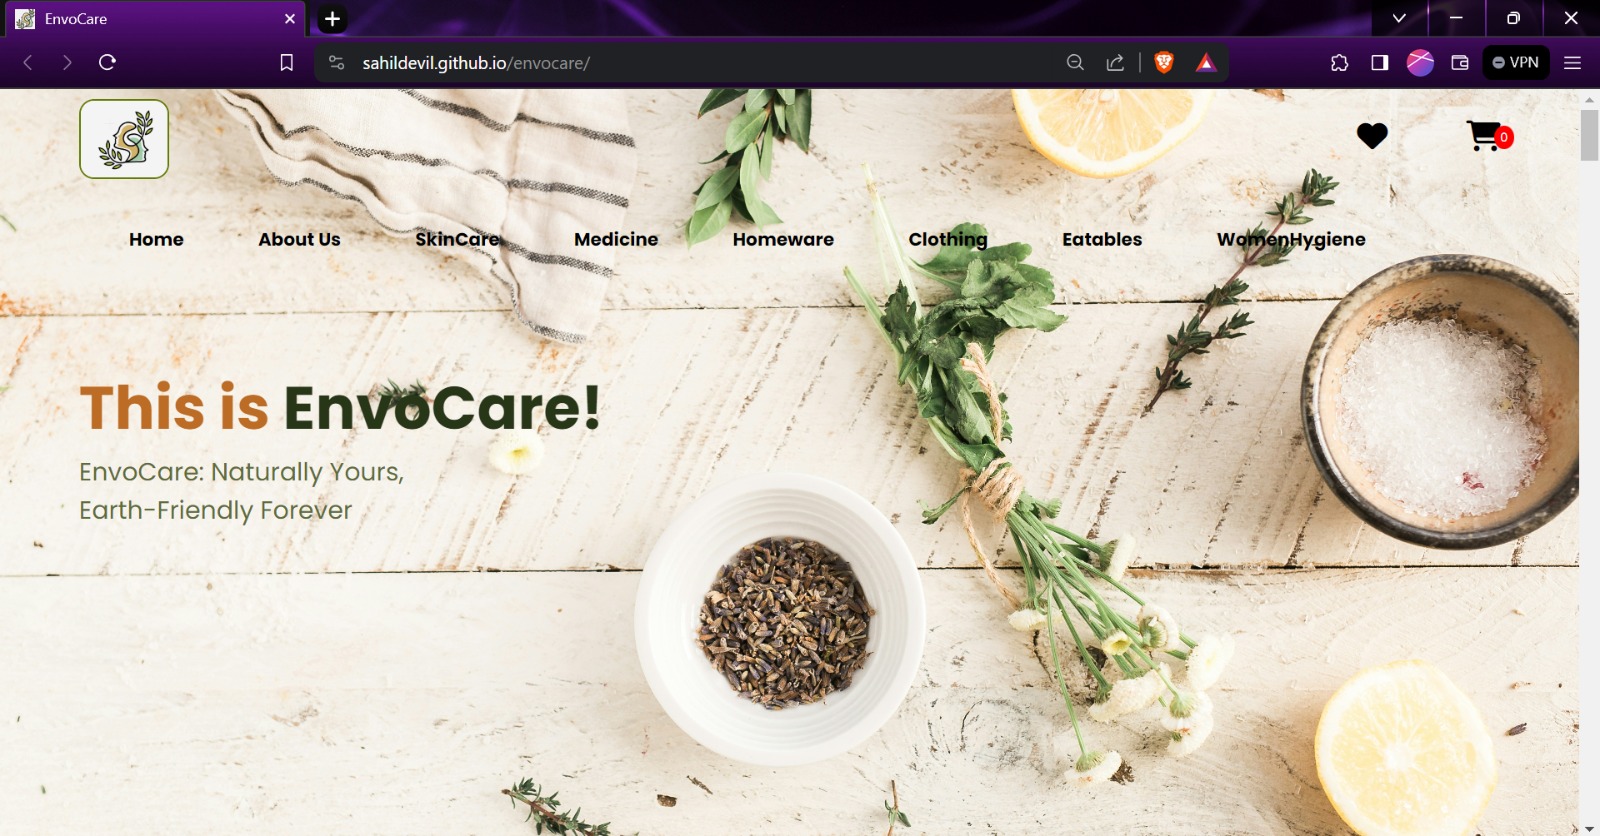 EnvoCare
sahildevil.github.io/envocare/
VPN
0
Home About Us SkinCare Medicine Homeware Clothing Eatables WomenHygiene
This is EnvoCare!
EnvoCare: Naturally Yours,
Earth-Friendly Forever